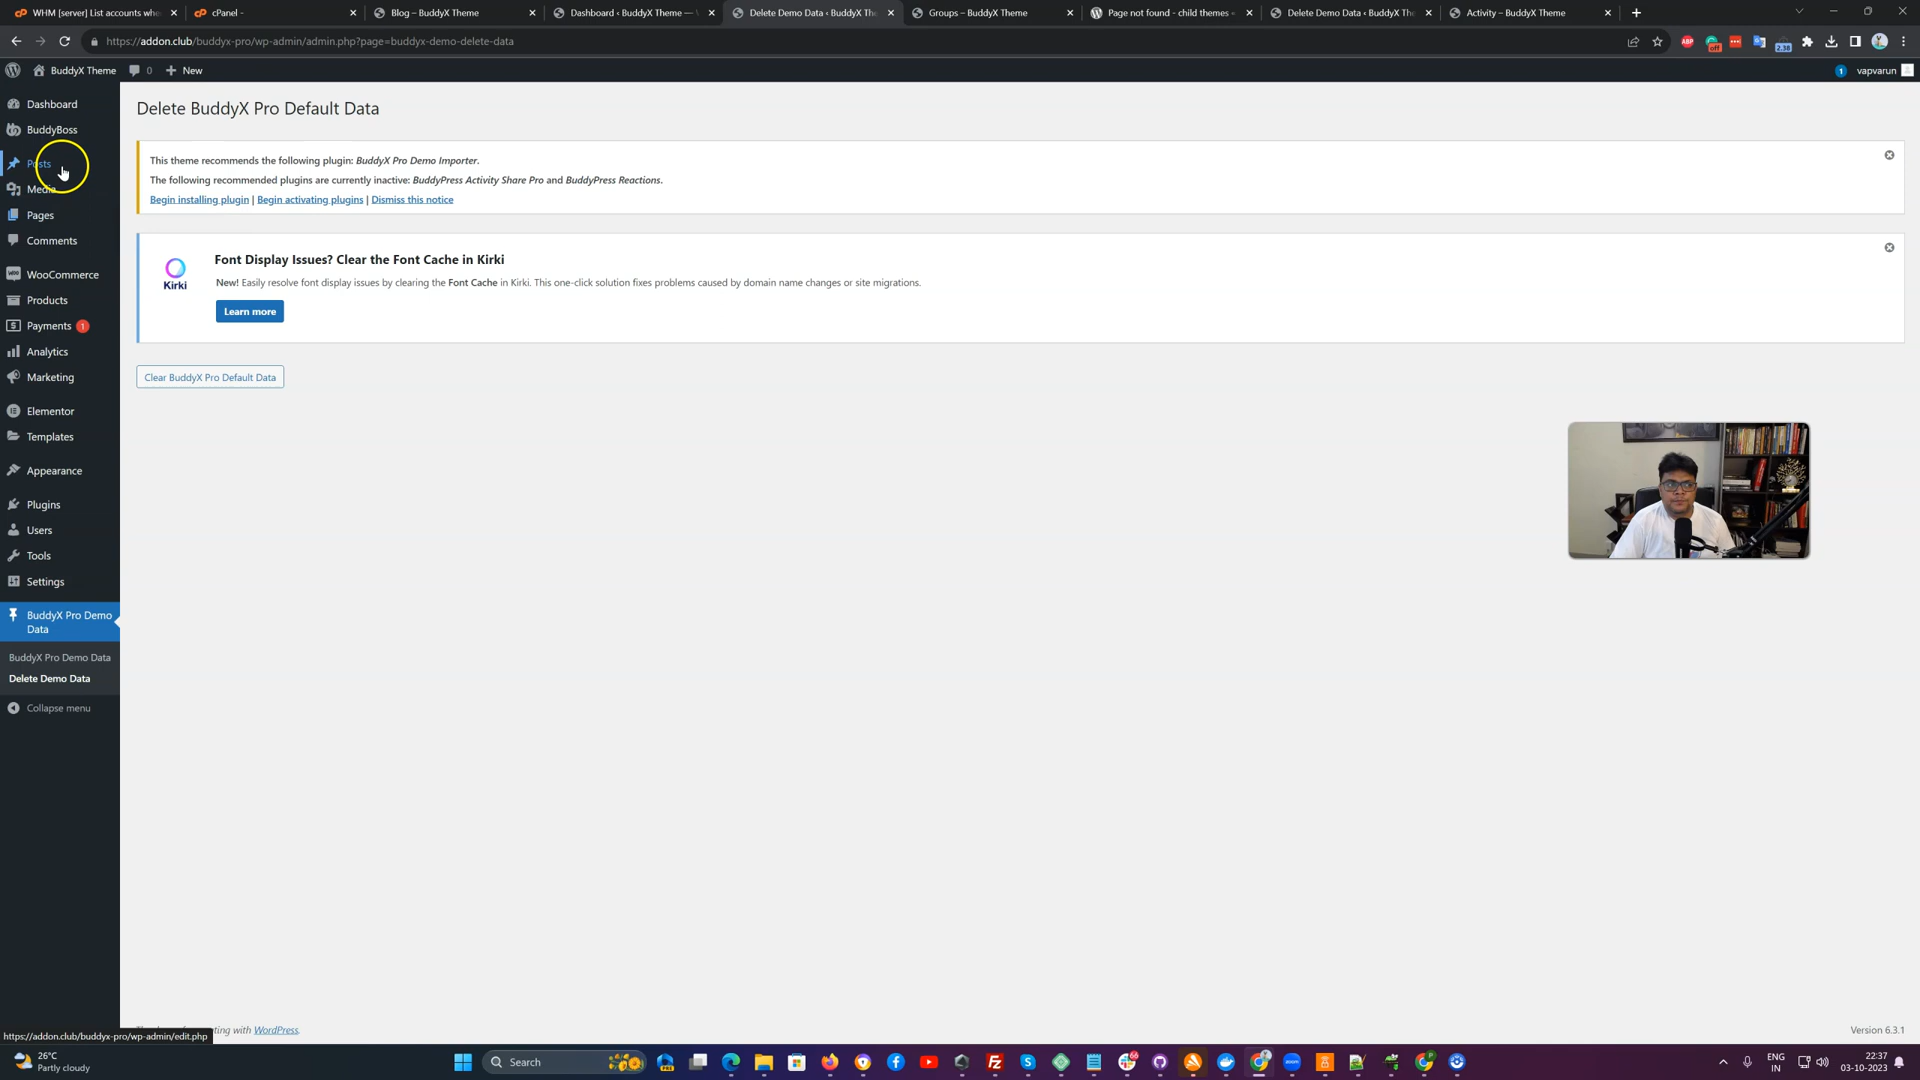 WHM [server] List accounts whe
cPanel -
Blog – BuddyX Theme
Dashboard ‹ BuddyX Theme —
Delete Demo Data ‹ BuddyX Th
Groups – BuddyX Theme
Page not found - child themes
Delete Demo Data ‹ BuddyX Th
Activity – BuddyX Theme
https://addon.club/buddyx-pro/wp-admin/admin.php?page=buddyx-demo-delete-data
ABP
off
2.38
BuddyX Theme
0
New
1
vapvarun
Dashboard
BuddyBoss
Posts
Media
Pages
Comments
WooCommerce
Products
Payments 1
Analytics
Marketing
Elementor
Templates
Appearance
Plugins
Users
Tools
Settings
BuddyX Pro Demo
Data
BuddyX Pro Demo Data
Delete Demo Data
Collapse menu
Delete BuddyX Pro Default Data
This theme recommends the following plugin: BuddyX Pro Demo Importer.
The following recommended plugins are currently inactive: BuddyPress Activity Share Pro and BuddyPress Reactions.
Begin installing plugin | Begin activating plugins | Dismiss this notice
Kirki
Font Display Issues? Clear the Font Cache in Kirki
New! Easily resolve font display issues by clearing the Font Cache in Kirki. This one-click solution fixes problems caused by domain name changes or site migrations.
Learn more
Clear BuddyX Pro Default Data
ting with WordPress.
Version 6.3.1
https://addon.club/buddyx-pro/wp-admin/edit.php
26°C
Partly cloudy
Search
ENG
IN
22:37
03-10-2023